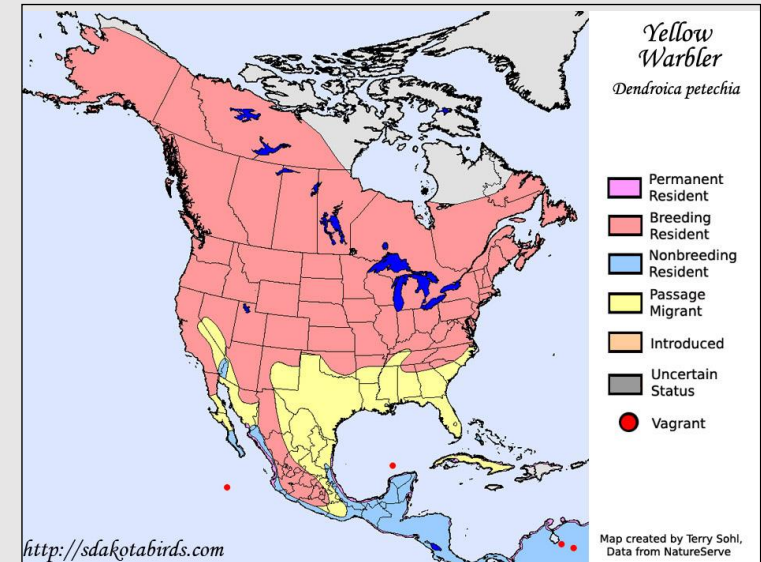 Yellow
Warbler
Dendroica petechia
Permanent
Resident
Breeding
Resident
Nonbreeding
Resident
Passage
Migrant
Introduced
Uncertain
Status
Vagrant
http://sdakotabirds.com
Map created by Terry Sohl,
Data from NatureServe